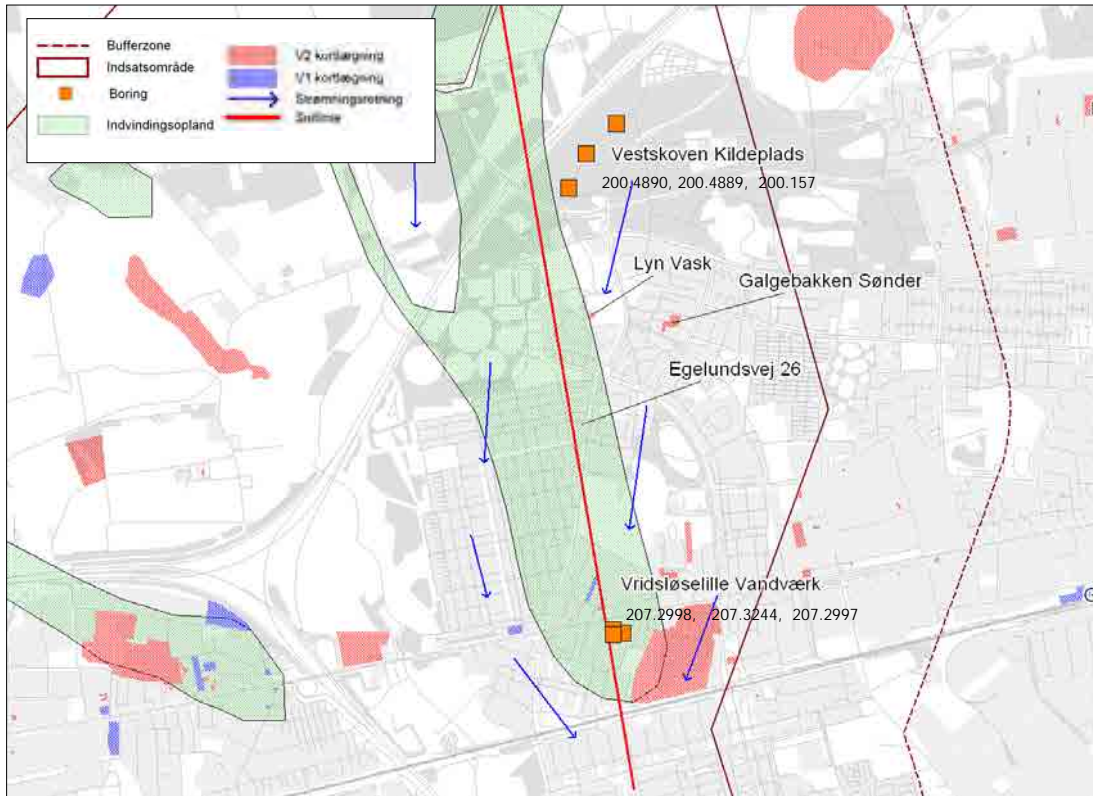 Bufferzone
Indsatsområde
Boring
Indvindingsopland
V2 kortlægning
V1 kortlægning
Strømningsretning
Snitlinie
Vestskoven Kildeplads
200.4890, 200.4889, 200.157
Lyn Vask
Galgebakken Sønder
Egelundsvej 26
Vridsløselille Vandværk
207.2998, 207.3244, 207.2997